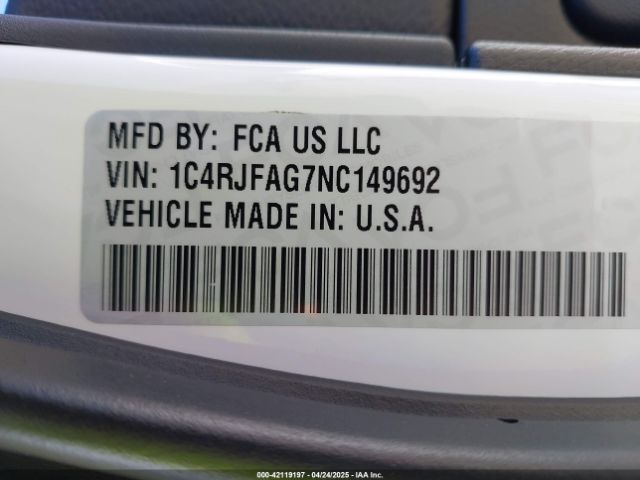 MFD BY: FCA US LLC
VIN: 1C4RJFAG7NC149692
VEHICLE MADE IN: U.S.A.
000-42119197 - 04/24/2025 - IAA Inc.